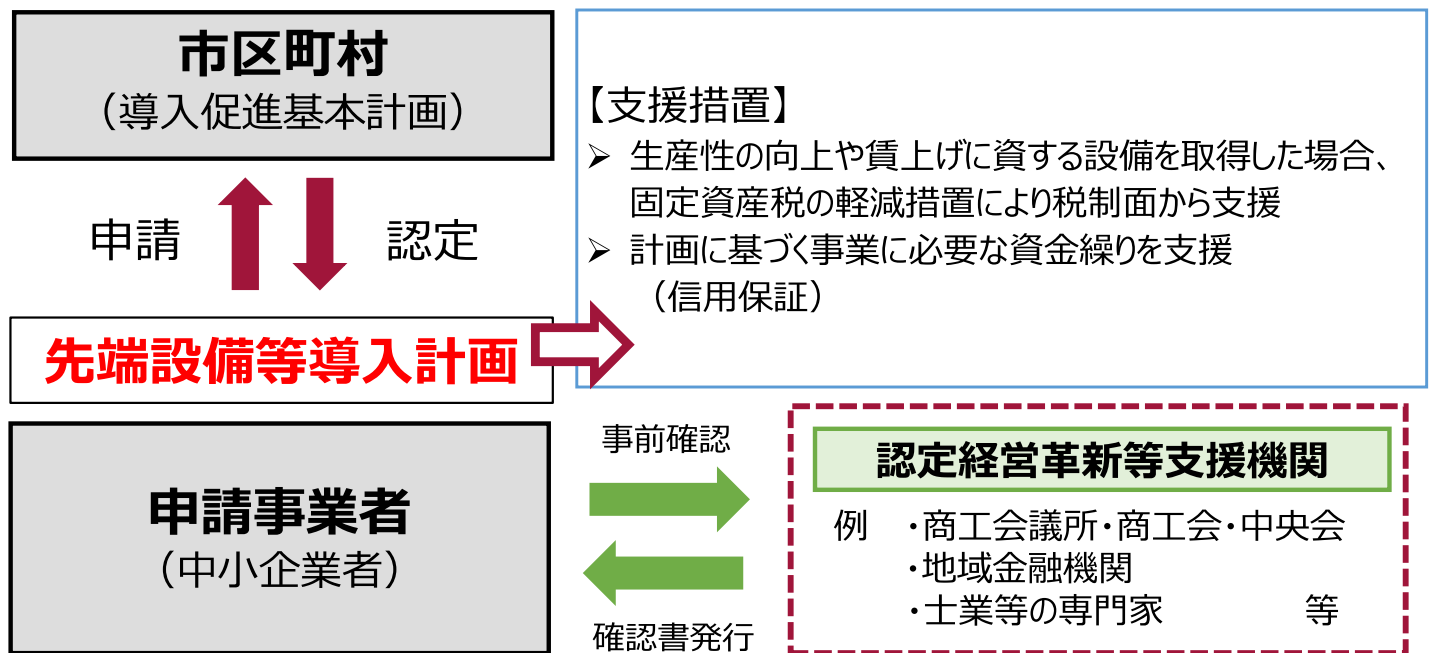 市区町村
（導入促進基本計画）
申請
認定
先端設備等導入計画
【支援措置】
➢ 生産性の向上や賃上げに資する設備を取得した場合、
固定資産税の軽減措置により税制面から支援
➢ 計画に基づく事業に必要な資金繰りを支援
（信用保証）
申請事業者
（中小企業者）
事前確認
確認書発行
認定経営革新等支援機関
例 ・商工会議所・商工会・中央会
・地域金融機関
・士業等の専門家 等